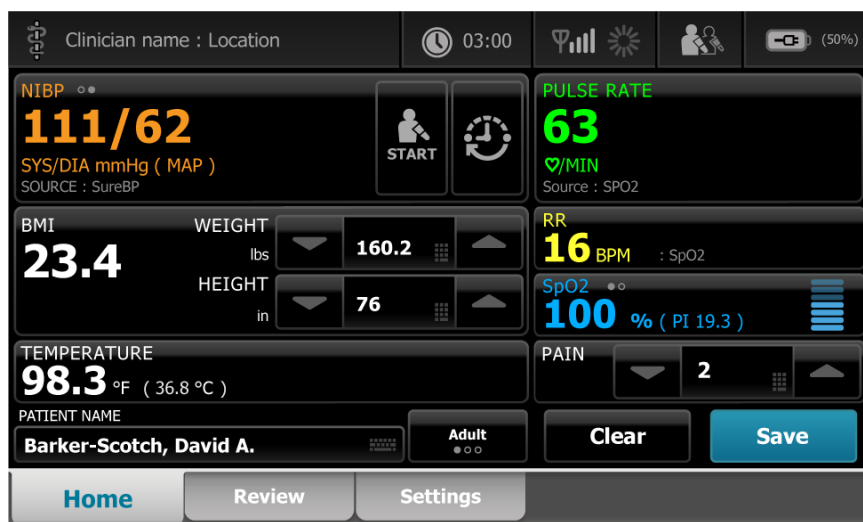 Clinician name : Location
03:00
(50%)
NIBP
111/62
SYS/DIA mmHg ( MAP )
SOURCE : SureBP
START
PULSE RATE
63
/MIN
Source : SPO2
BMI
23.4
WEIGHT
lbs
160.2
HEIGHT
in
76
RR
16 BPM : SpO2
SpO2
100 % ( PI 19.3 )
TEMPERATURE
98.3 °F ( 36.8 °C )
PAIN
2
PATIENT NAME
Barker-Scotch, David A.
Adult
Clear
Save
Home
Review
Settings